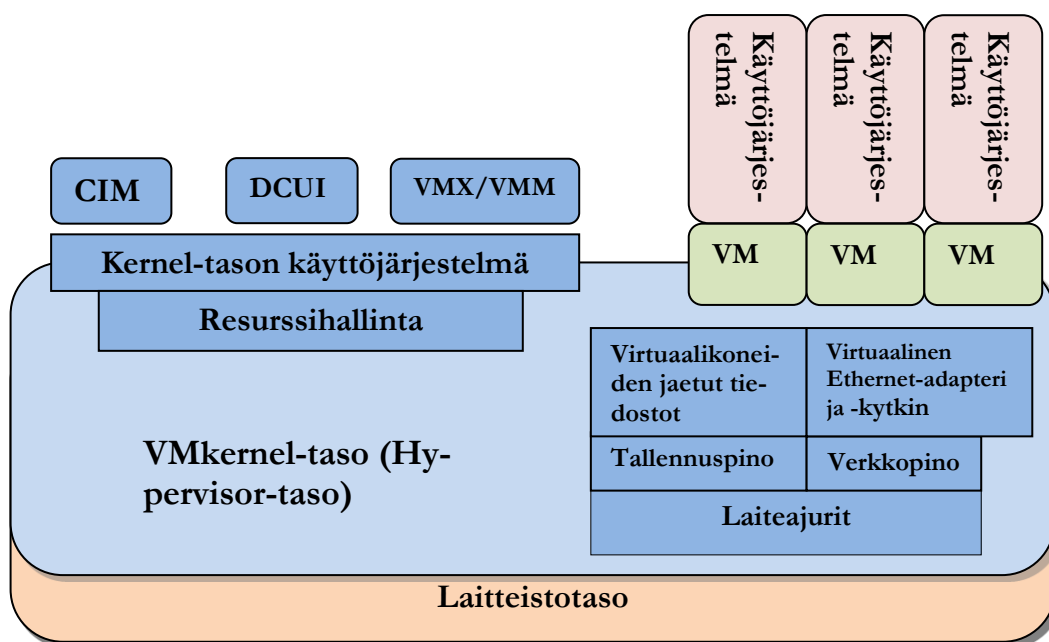 Käyttöjärjes-
telmä
Käyttöjärjes-
telmä
Käyttöjärjes-
telmä
CIM
DCUI
VMX/VMM
VM
VM
VM
Kernel-tason käyttöjärjestelmä
Resurssihallinta
Virtuaalikonei-
den jaetut tie-
dostot
Virtuaalinen
Ethernet-adapteri
ja -kytkin
VMkernel-taso (Hy-
pervisor-taso)
Tallennuspino
Verkkopino
Laiteajurit
Laitteistotaso